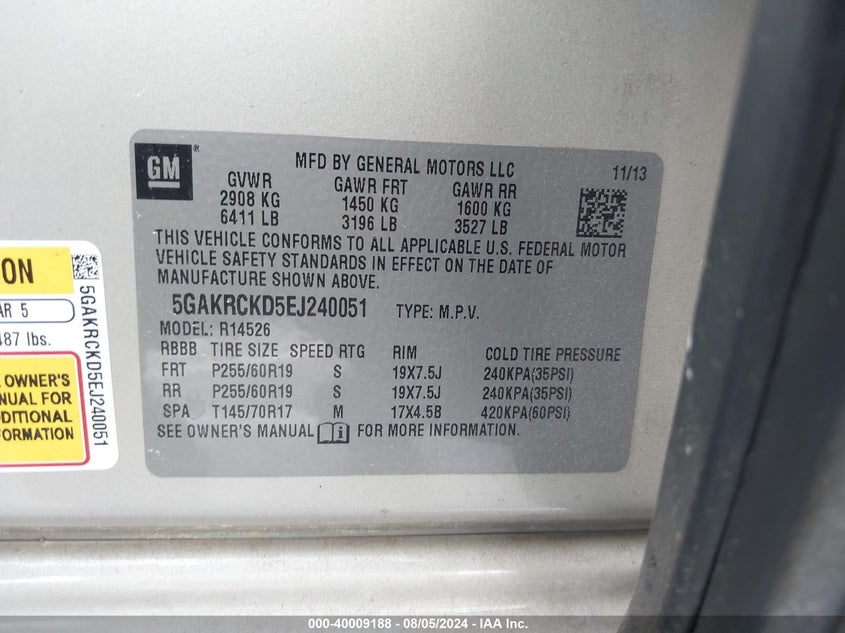 GM
MFD BY GENERAL MOTORS LLC 11/13
GVWR GAWR FRT GAWR RR
2908 KG 1450 KG 1600 KG
6411 LB 3196 LB 3527 LB
THIS VEHICLE CONFORMS TO ALL APPLICABLE U.S. FEDERAL MOTOR
VEHICLE SAFETY STANDARDS IN EFFECT ON THE DATE OF
MANUFACTURE SHOWN ABOVE.
5GAKRCKD5EJ240051 TYPE: M.P.V.
MODEL: R14526
RBBB TIRE SIZE SPEED RTG RIM COLD TIRE PRESSURE
FRT P255/60R19 S 19X7.5J 240KPA(35PSI)
RR P255/60R19 S 19X7.5J 240KPA(35PSI)
SPA T145/70R17 M 17X4.5B 420KPA(60PSI)
SEE OWNER'S MANUAL FOR MORE INFORMATION.
ON
AR 5
487 lbs.
OWNER'S
NUAL FOR
DDITIONAL
FORMATION
5GAKRCKD5EJ240051
000-40009188 - 08/05/2024 - IAA Inc.